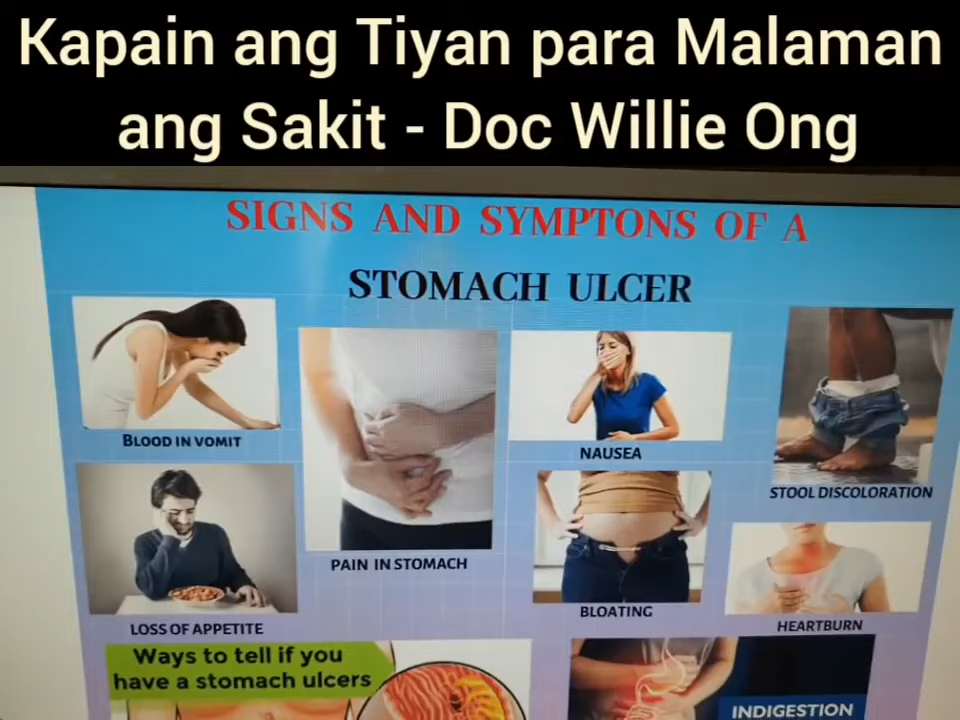 Kapain ang Tiyan para Malaman
ang Sakit - Doc Willie Ong
SIGNS AND SYMPTONS OF A
STOMACH ULCER
BLOOD IN VOMIT
NAUSEA
STOOL DISCOLORATION
PAIN IN STOMACH
BLOATING
HEARTBURN
LOSS OF APPETITE
Ways to tell if you
have a stomach ulcers
INDIGESTION